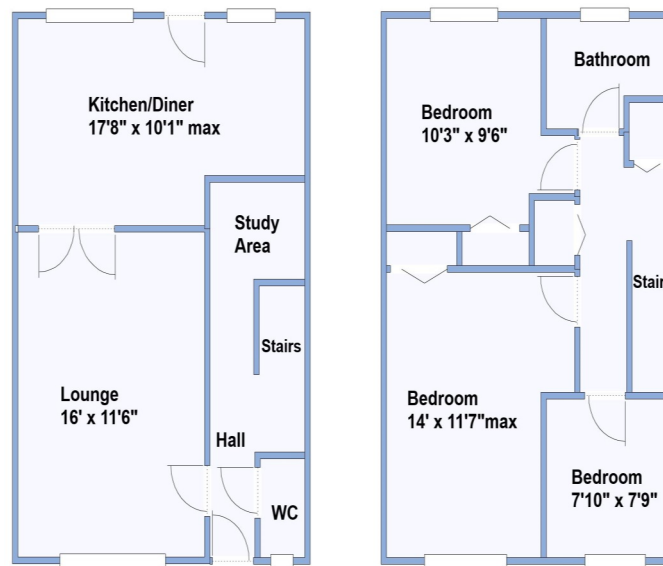 Kitchen/Diner
17'8" x 10'1" max
Study
Area
Stairs
Lounge
16' x 11'6"
Hall
WC
Bathroom
Bedroom
10'3" x 9'6"
Stair
Bedroom
14' x 11'7"max
Bedroom
7'10" x 7'9"